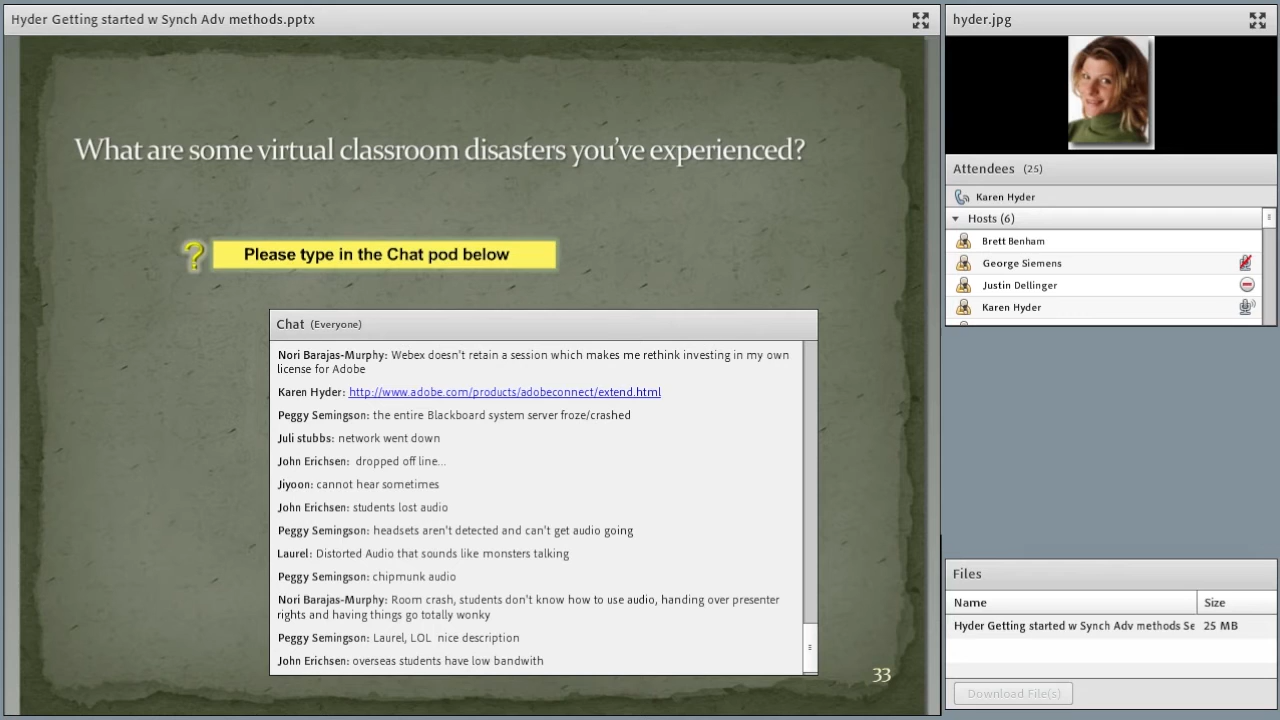 Hyder Getting started w Synch Adv methods.pptx
What are some virtual classroom disasters you've experienced?
? Please type in the Chat pod below
Chat (Everyone)
Nori Barajas-Murphy: Webex doesn't retain a session which makes me rethink investing in my own
license for Adobe
Karen Hyder: http://www.adobe.com/products/adobeconnect/extend.html
Peggy Semingson: the entire Blackboard system server froze/crashed
Juli stubbs: network went down
John Erichsen: dropped off line...
Jiyoon: cannot hear sometimes
John Erichsen: students lost audio
Peggy Semingson: headsets aren't detected and can't get audio going
Laurel: Distorted Audio that sounds like monsters talking
Peggy Semingson: chipmunk audio
Nori Barajas-Murphy: Room crash, students don't know how to use audio, handing over presenter
rights and having things go totally wonky
Peggy Semingson: Laurel, LOL nice description
John Erichsen: overseas students have low bandwith
33
hyder.jpg
Attendees (25)
Karen Hyder
Hosts (6)
Brett Benham
George Siemens
Justin Dellinger
Karen Hyder
Files
Name Size
Hyder Getting started w Synch Adv methods Se 25 MB
Download File(s)